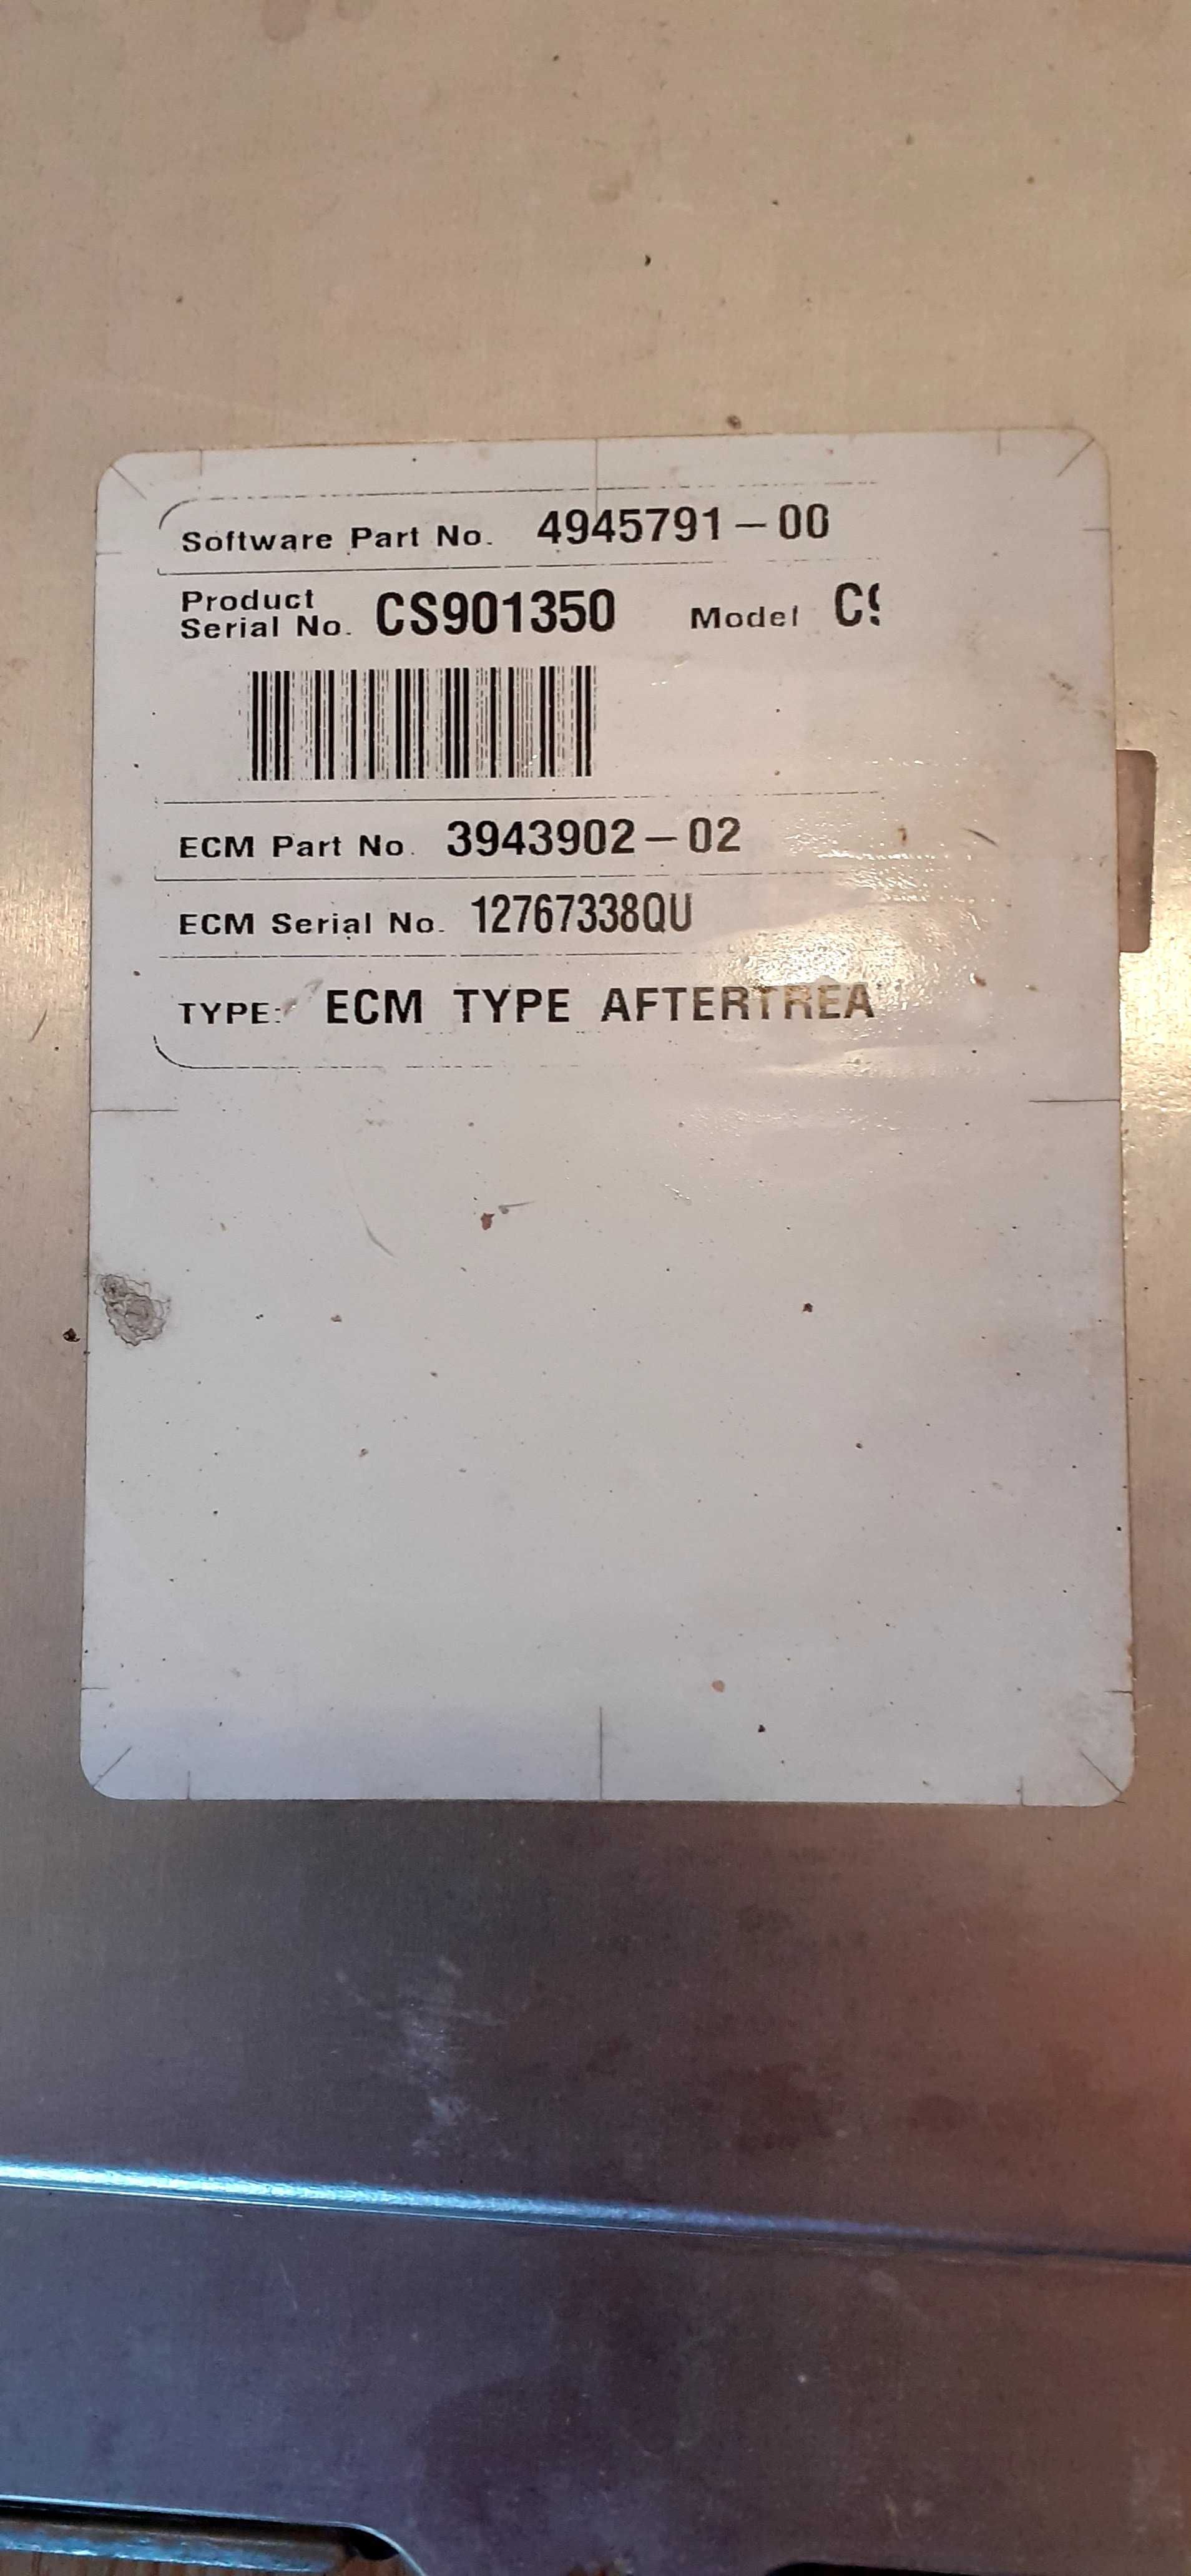 Software Part No. 4945791-00
Product
Serial No. CS901350 Model
ECM Part No. 3943902-02
ECM Serial No. 12767338QU
TYPE: ECM TYPE AFTERTREA